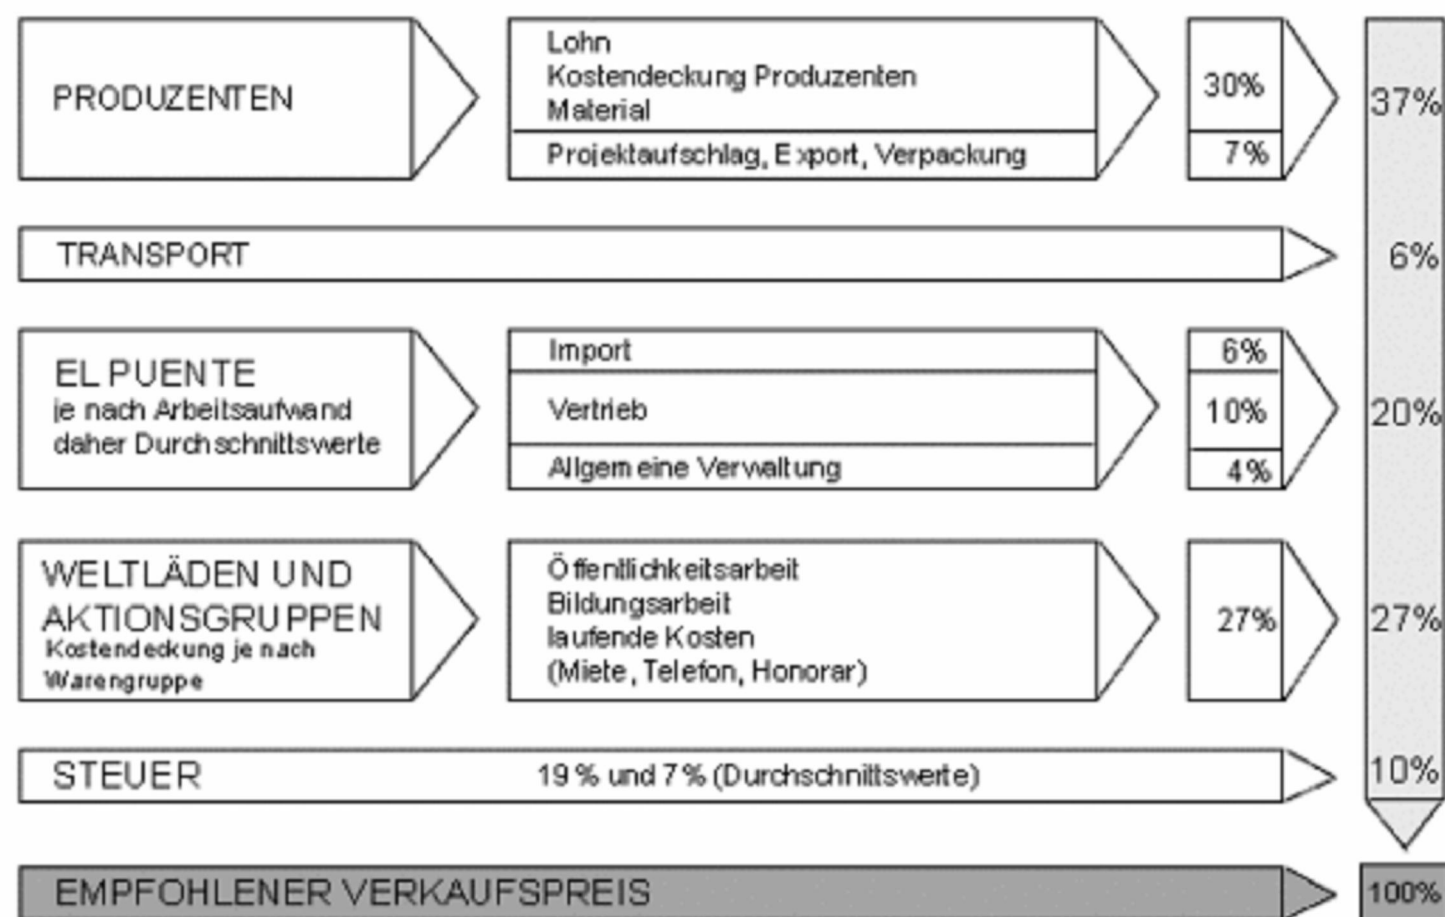 PRODUZENTEN
Lohn
Kostendeckung Produzenten
Material
30%
Projektaufschlag, Export, Verpackung
7%
37%
TRANSPORT
6%
EL PUENTE
je nach Arbeitsaufwand
daher Durchschnittswerte
Import
6%
Vertrieb
10%
Allgemeine Verwaltung
4%
20%
WELTLÄDEN UND
AKTIONSGRUPPEN
Kostendeckung je nach
Warengruppe
Öffentlichkeitsarbeit
Bildungsarbeit
laufende Kosten
(Miete, Telefon, Honorar)
27%
27%
STEUER
19% und 7% (Durchschnittswerte)
10%
EMPFOHLENER VERKAUFSPREIS
100%